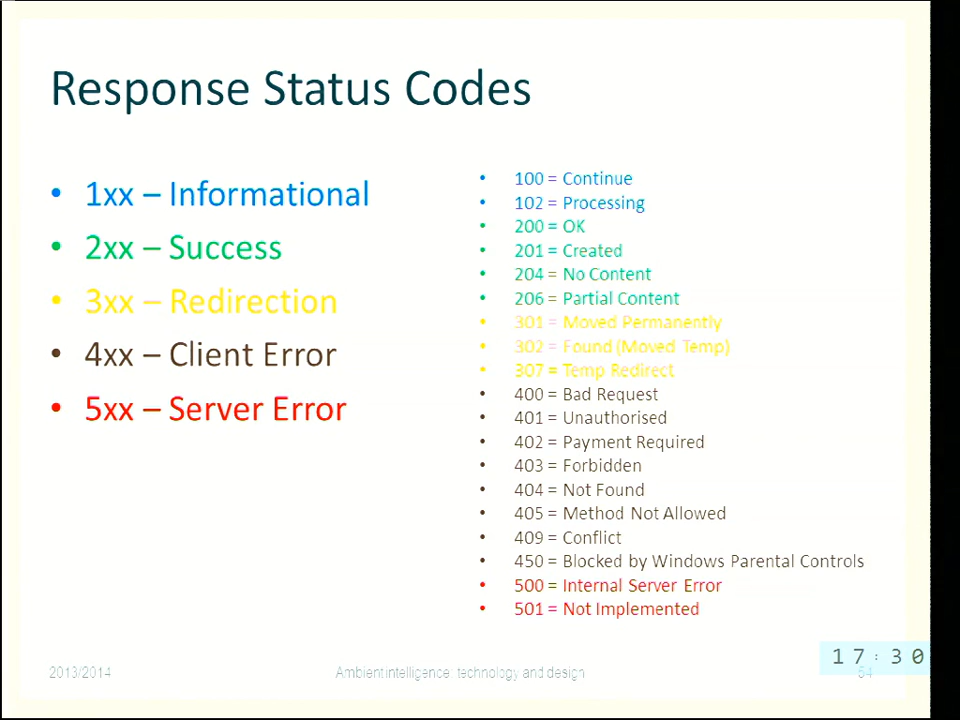 Response Status Codes
• 1xx – Informational
• 2xx – Success
• 3xx – Redirection
• 4xx – Client Error
• 5xx – Server Error
• 100 = Continue
• 102 = Processing
• 200 = OK
• 201 = Created
• 204 = No Content
• 206 = Partial Content
• 301 = Moved Permanently
• 302 = Found (Moved Temp)
• 307 = Temp Redirect
• 400 = Bad Request
• 401 = Unauthorised
• 402 = Payment Required
• 403 = Forbidden
• 404 = Not Found
• 405 = Method Not Allowed
• 409 = Conflict
• 450 = Blocked by Windows Parental Controls
• 500 = Internal Server Error
• 501 = Not Implemented
17:30
2013/2014
Ambient intelligence: technology and design
54